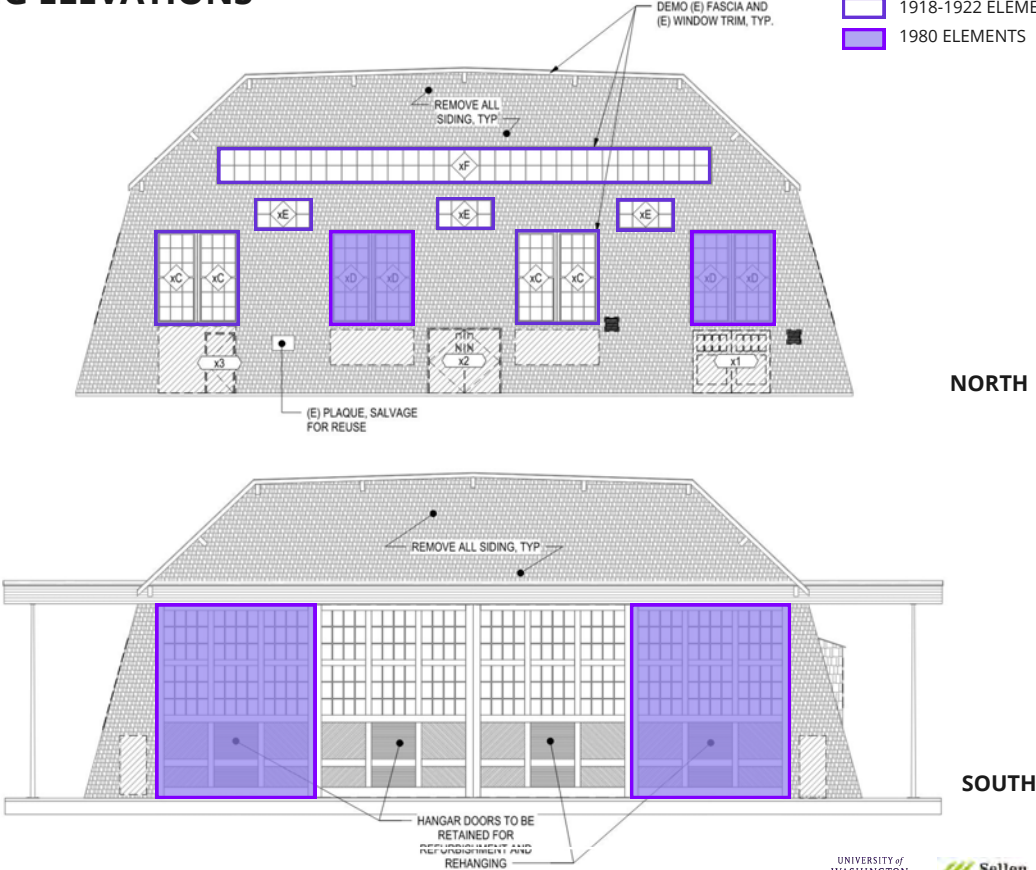 G ELEVATIONS
DEMO (E) FASCIA AND
(E) WINDOW TRIM, TYP.
1918-1922 ELEME
1980 ELEMENTS
REMOVE ALL
SIDING, TYP
xF
xE
xE
xE
xC
xC
xD
xD
xC
xC
xD
xD
x3
x2
x1
(E) PLAQUE, SALVAGE
FOR REUSE
NORTH
REMOVE ALL SIDING, TYP
SOUTH
HANGAR DOORS TO BE
RETAINED FOR
REFURBISHMENT AND
REHANGING
UNIVERSITY of
WASHINGTON
Sellen